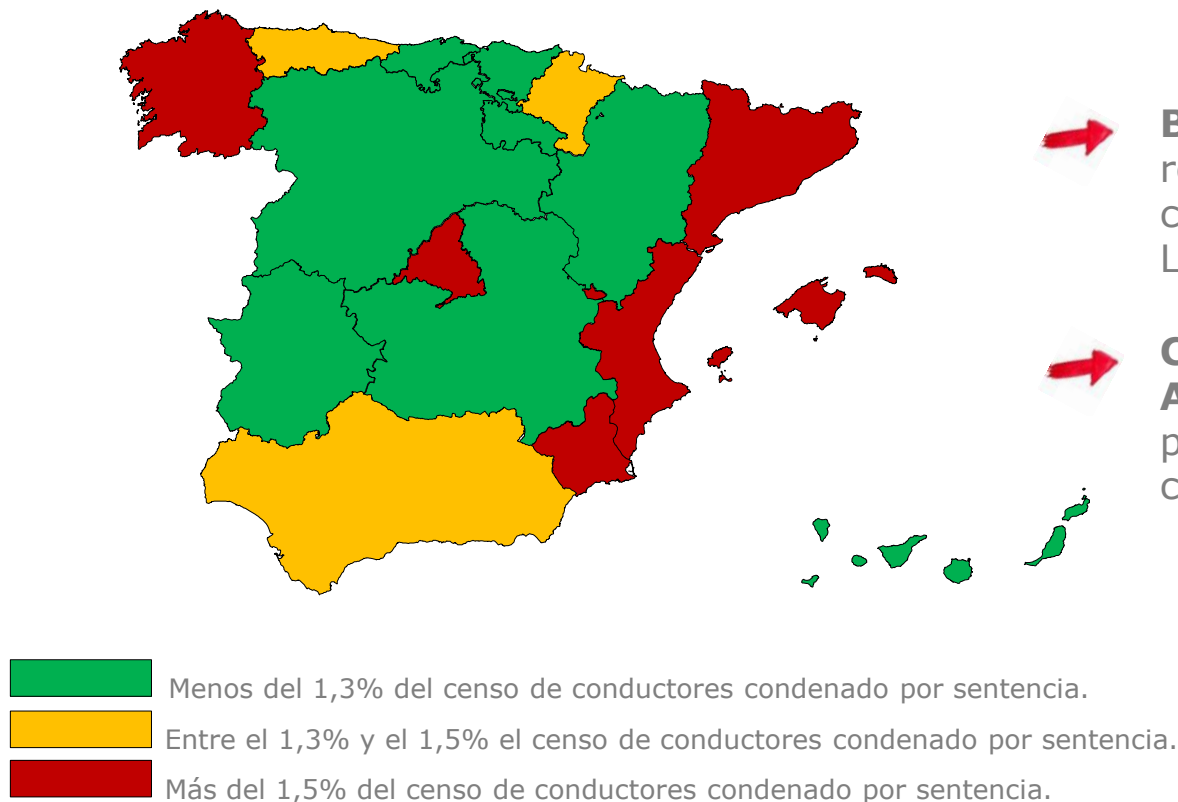 Menos del 1,3% del censo de conductores condenado por sentencia.
Entre el 1,3% y el 1,5% el censo de conductores condenado por sentencia.
Más del 1,5% del censo de conductores condenado por sentencia.